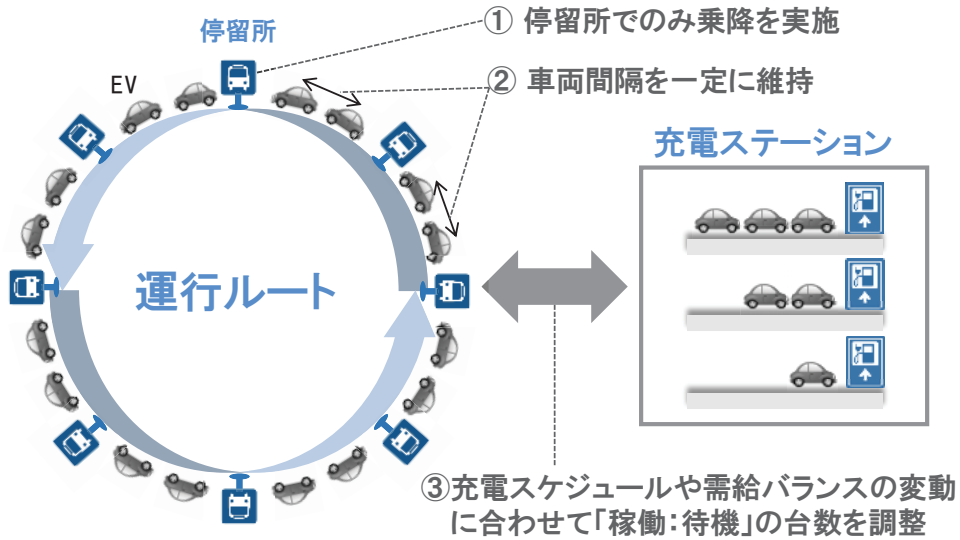 停留所
① 停留所でのみ乗降を実施
EV
② 車両間隔を一定に維持
充電ステーション
運行ルート
③充電スケジュールや需給バランスの変動
に合わせて「稼働:待機」の台数を調整